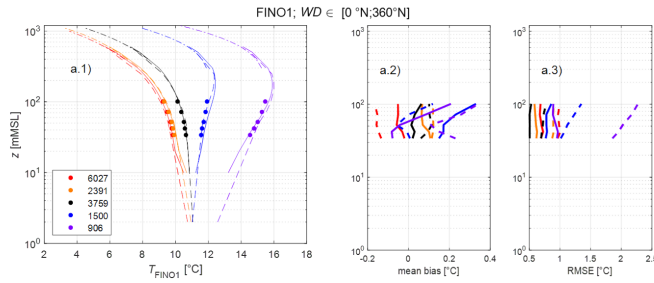 FINO1; WD ∈ [0 °N;360°N]
a.1)
z [mMSL]
10³
10²
10¹
10⁰
6027
2391
3759
1500
906
2 4 6 8 10 12 14 16 18
T_FINO1 [°C]
a.2)
10³
10²
10¹
10⁰
-0.2 0 0.2 0.4
mean bias [°C]
a.3)
10³
10²
10¹
10⁰
0.5 1 1.5 2 2.5
RMSE [°C]